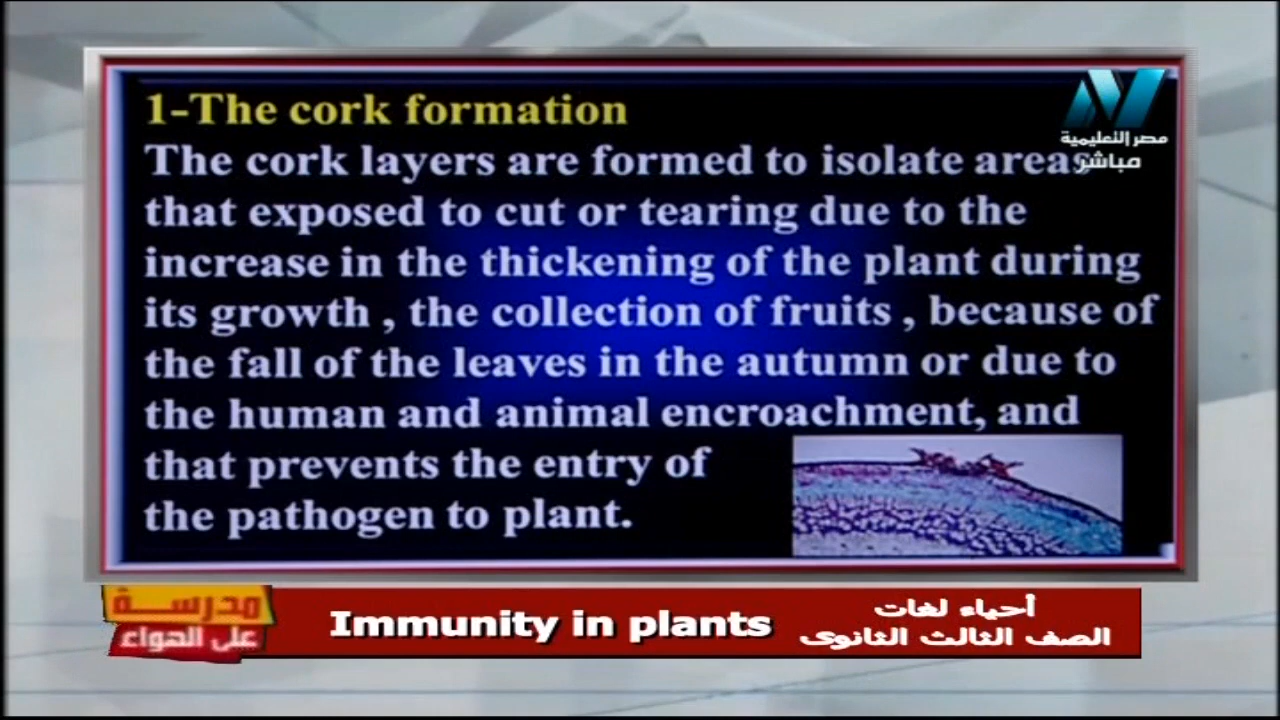 1-The cork formation
The cork layers are formed to isolate areas
that exposed to cut or tearing due to the
increase in the thickening of the plant during
its growth , the collection of fruits , because of
the fall of the leaves in the autumn or due to
the human and animal encroachment, and
that prevents the entry of
the pathogen to plant.
مصر التعليمية
مباشر
مدرسة
على الهواء
Immunity in plants
أحياء لغات
الصف الثالث الثانوى